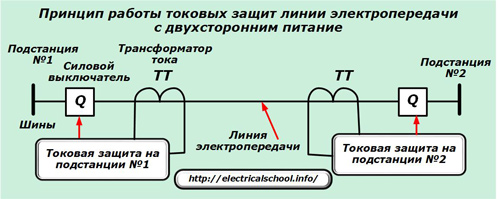 Принцип работы токовых защит линии электропередачи
с двухсторонним питание
Подстанция
№1
Силовой
выключатель
Трансформатор
тока
ТТ
ТТ
Подстанция
№2
Q
Q
Шины
Линия
электропередачи
Токовая защита на
подстанции №1
Токовая защита на
подстанции №2
http://electricalschool.info/